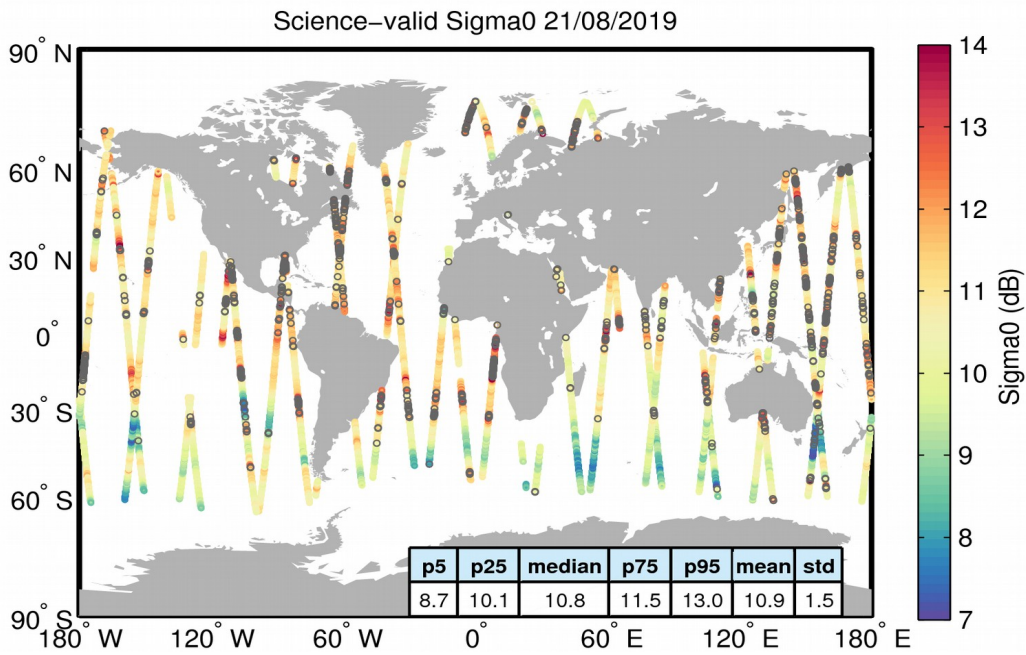 Science−valid Sigma0 21/08/2019
90° N
60° N
30° N
0°
30° S
60° S
90° S
180° W
120° W
60° W
0°
60° E
120° E
180° E
p5 p25 median p75 p95 mean std
8.7 10.1 10.8 11.5 13.0 10.9 1.5
14
13
12
11
10
9
8
7
Sigma0 (dB)